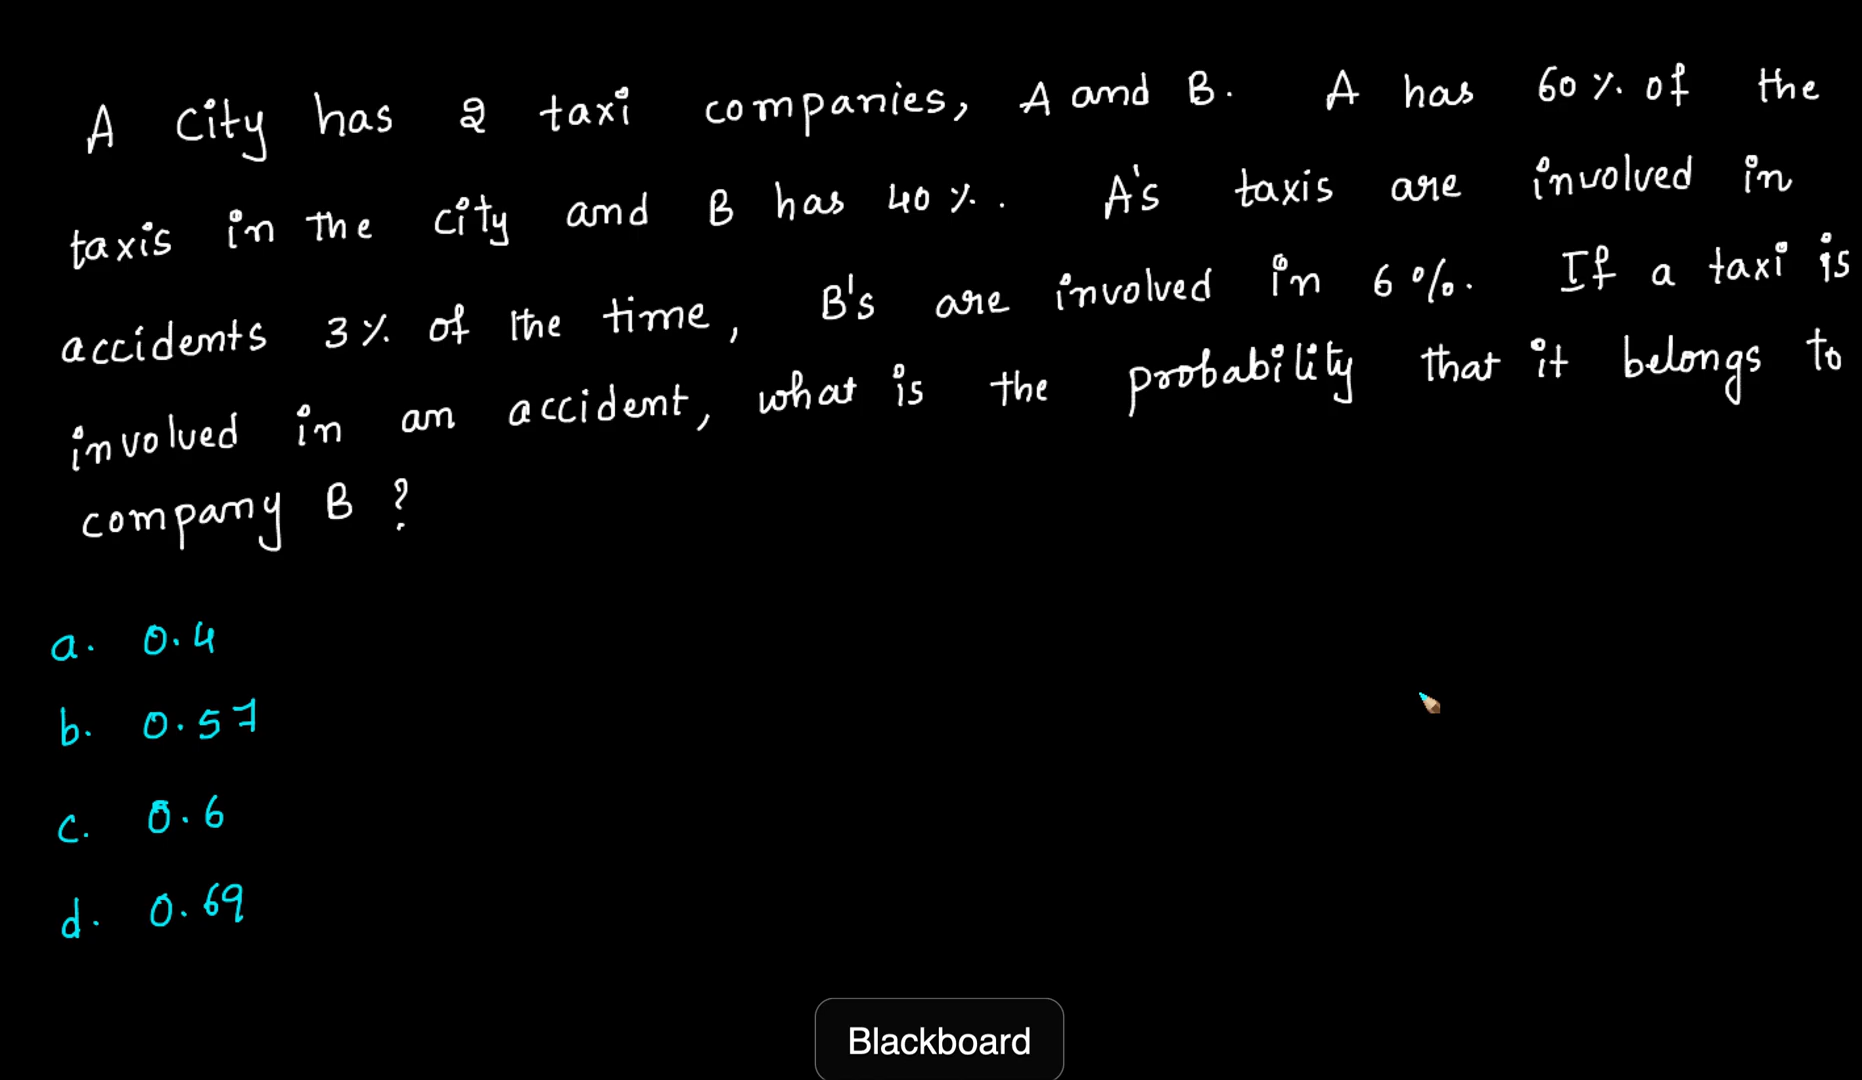 A city has 2 taxi companies, A and B. A has 60% of the
taxis in the city and B has 40%. A's taxis are involved in
accidents 3% of the time, B's are involved in 6%. If a taxi is
involved in an accident, what is the probability that it belongs to
company B ?
a. 0.4
b. 0.57
c. 0.6
d. 0.69
Blackboard